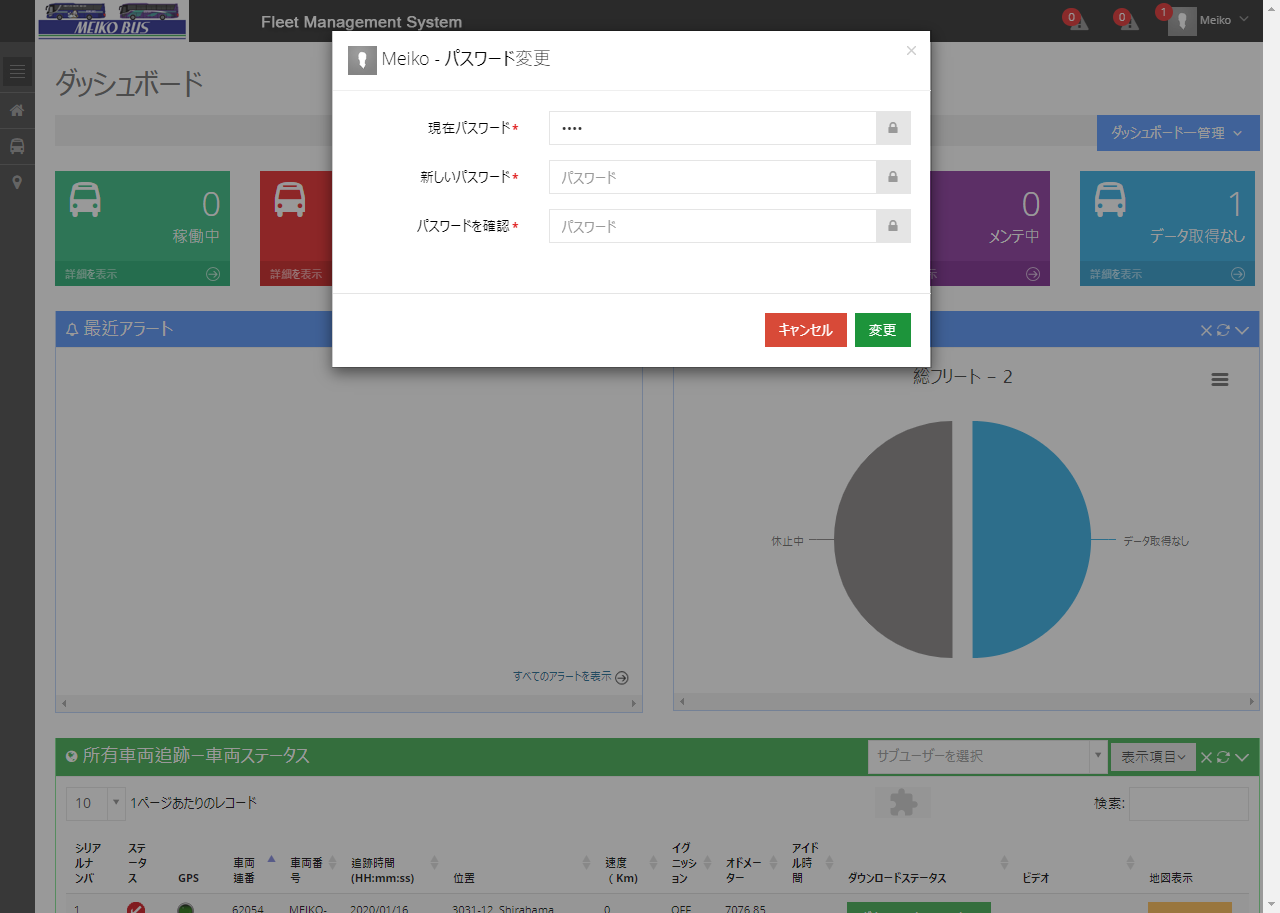 MEIKO BUS
Fleet Management System
0
0
1
Meiko
Meiko - パスワード変更
×
ダッシュボード
現在パスワード*
••••
ダッシュボードー管理
新しいパスワード*
パスワード
パスワードを確認*
パスワード
0
稼働中
詳細を表示
詳細を表示
0
メンテ中
示
1
データ取得なし
詳細を表示
キャンセル
変更
最近アラート
総フリート – 2
休止中
データ取得なし
すべてのアラートを表示
所有車両追跡ー車両ステータス
サブユーザーを選択
表示項目
10
1ページあたりのレコード
検索:
シリア
ルナ
ンバ
ステ
ータ
ス
GPS
車両
連番
車両番
号
追跡時間
(HH:mm:ss)
位置
速度
( Km)
イグ
ニッシ
ョン
オドメー
ター
アイド
ル時
間
ダウンロードステータス
ビデオ
地図表示
1
62054
MEIKO-
2020/01/16
3031-12, Shirahama,
0
OFF
7076.85